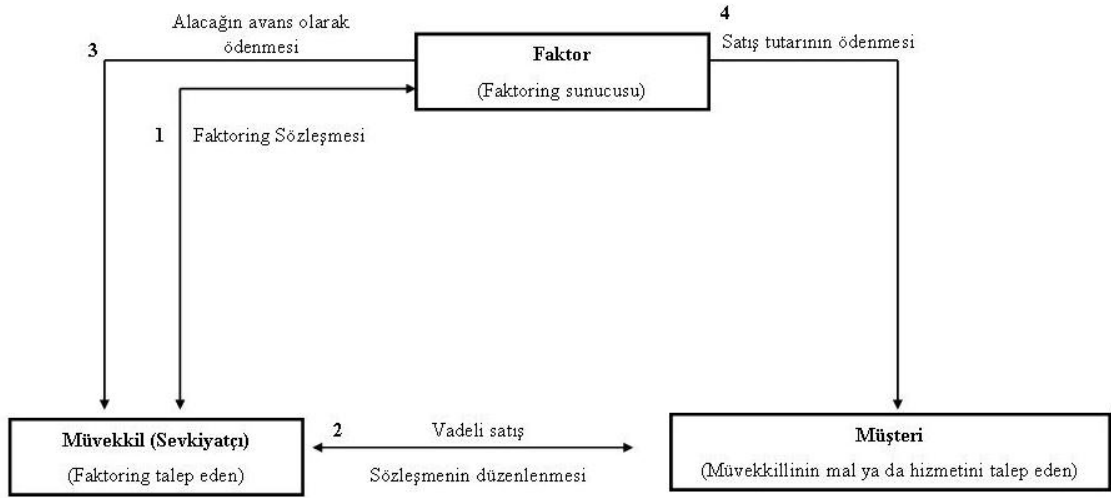 Alacağın avans olarak
ödenmesi
3
4
Satış tutarının ödenmesi
Faktor
(Faktoring sunucusu)
1
Faktoring Sözleşmesi
Müvekkil (Sevkiyatçı)
(Faktoring talep eden)
2
Vadeli satış
Sözleşmenin düzenlenmesi
Müşteri
(Müvekkillinin mal ya da hizmetini talep eden)